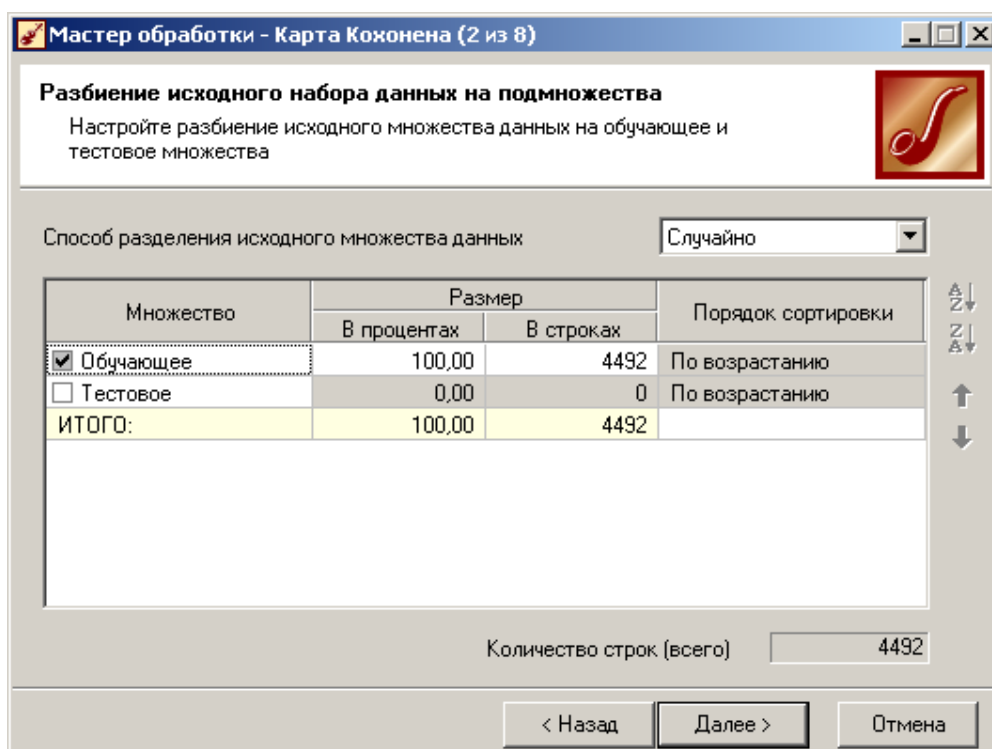 Мастер обработки - Карта Кохонена (2 из 8)
Разбиение исходного набора данных на подмножества
Настройте разбиение исходного множества данных на обучающее и
тестовое множества
Способ разделения исходного множества данных Случайно
Множество Размер Порядок сортировки
В процентах В строках
Обучающее 100,00 4492 По возрастанию
Тестовое 0,00 0 По возрастанию
ИТОГО: 100,00 4492
A Z
Z A
Количество строк (всего) 4492
< Назад Далее > Отмена